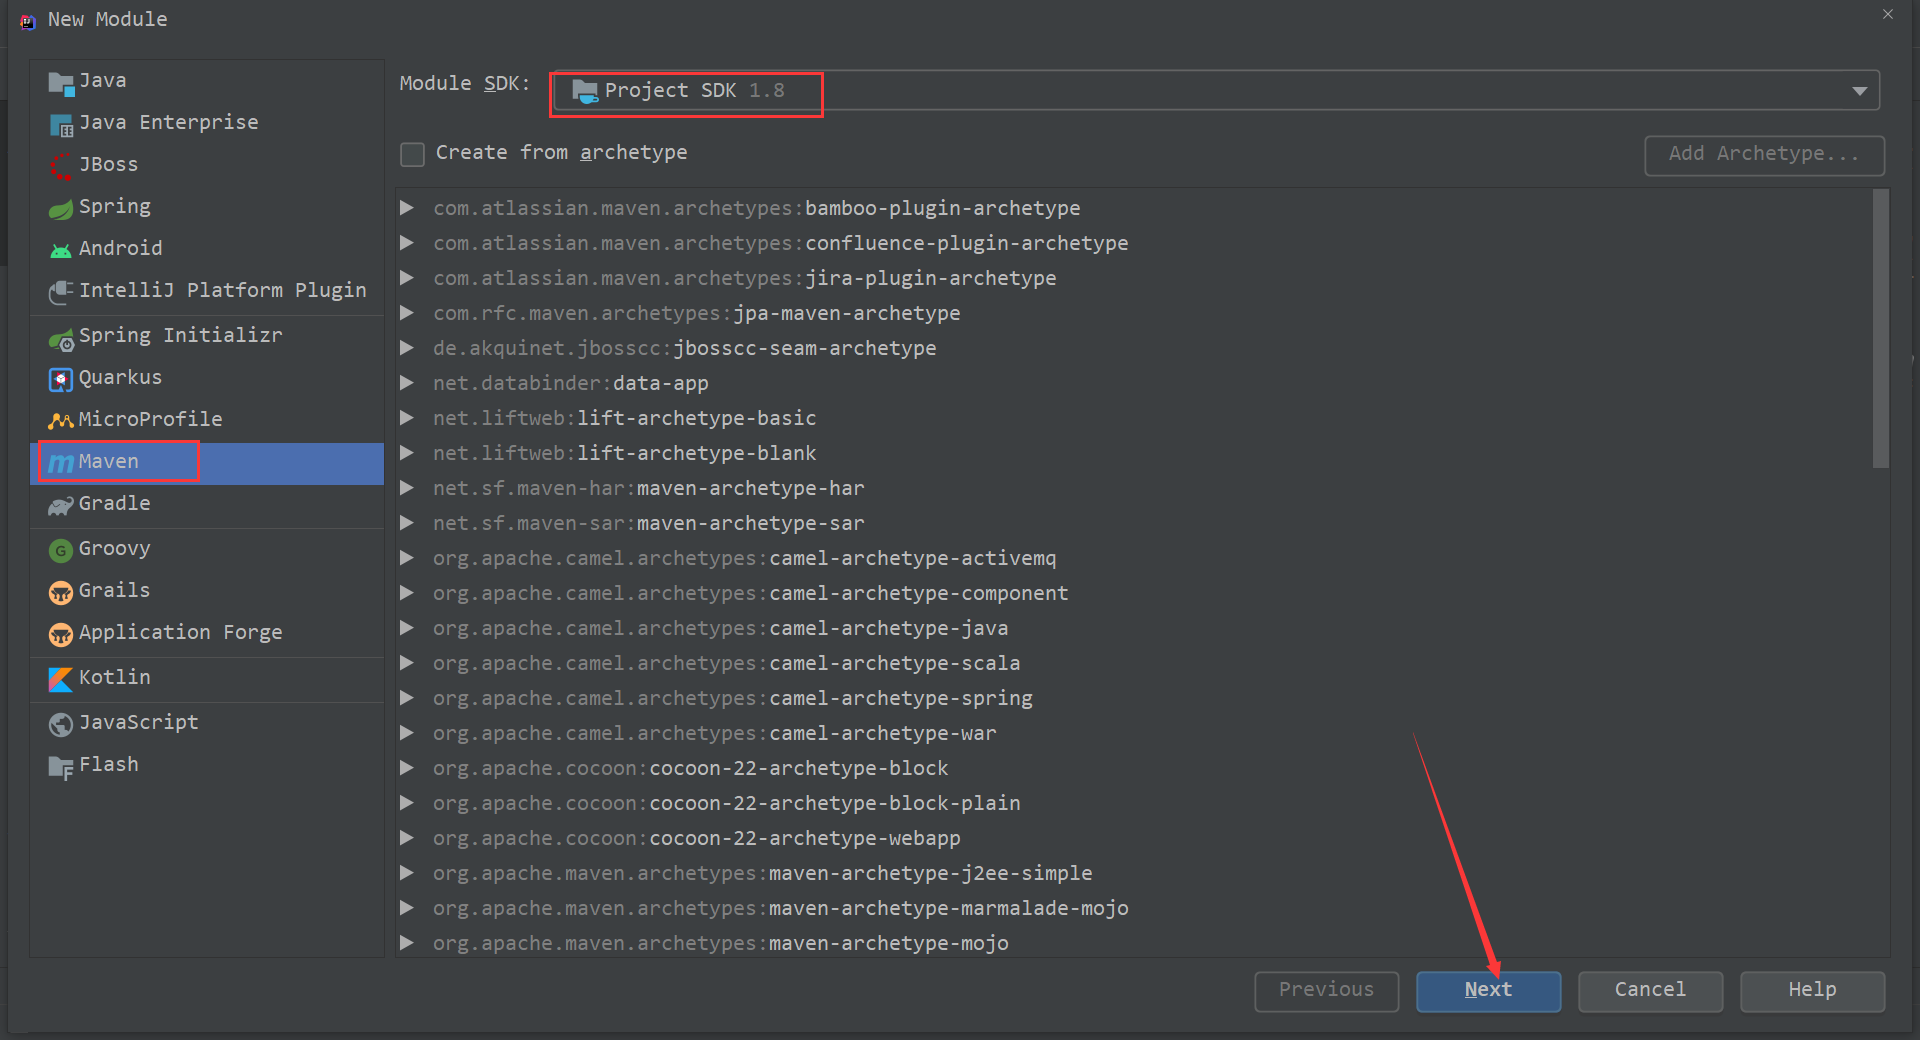 New Module
Java
Java Enterprise
JBoss
Spring
Android
IntelliJ Platform Plugin
Spring Initializr
Quarkus
MicroProfile
Maven
Gradle
Groovy
Grails
Application Forge
Kotlin
JavaScript
Flash
Module SDK: Project SDK 1.8
Create from archetype
Add Archetype...
com.atlassian.maven.archetypes:bamboo-plugin-archetype
com.atlassian.maven.archetypes:confluence-plugin-archetype
com.atlassian.maven.archetypes:jira-plugin-archetype
com.rfc.maven.archetypes:jpa-maven-archetype
de.akquinet.jbosscc:jbosscc-seam-archetype
net.databinder:data-app
net.liftweb:lift-archetype-basic
net.liftweb:lift-archetype-blank
net.sf.maven-har:maven-archetype-har
net.sf.maven-sar:maven-archetype-sar
org.apache.camel.archetypes:camel-archetype-activemq
org.apache.camel.archetypes:camel-archetype-component
org.apache.camel.archetypes:camel-archetype-java
org.apache.camel.archetypes:camel-archetype-scala
org.apache.camel.archetypes:camel-archetype-spring
org.apache.camel.archetypes:camel-archetype-war
org.apache.cocoon:cocoon-22-archetype-block
org.apache.cocoon:cocoon-22-archetype-block-plain
org.apache.cocoon:cocoon-22-archetype-webapp
org.apache.maven.archetypes:maven-archetype-j2ee-simple
org.apache.maven.archetypes:maven-archetype-marmalade-mojo
org.apache.maven.archetypes:maven-archetype-mojo
Previous
Next
Cancel
Help